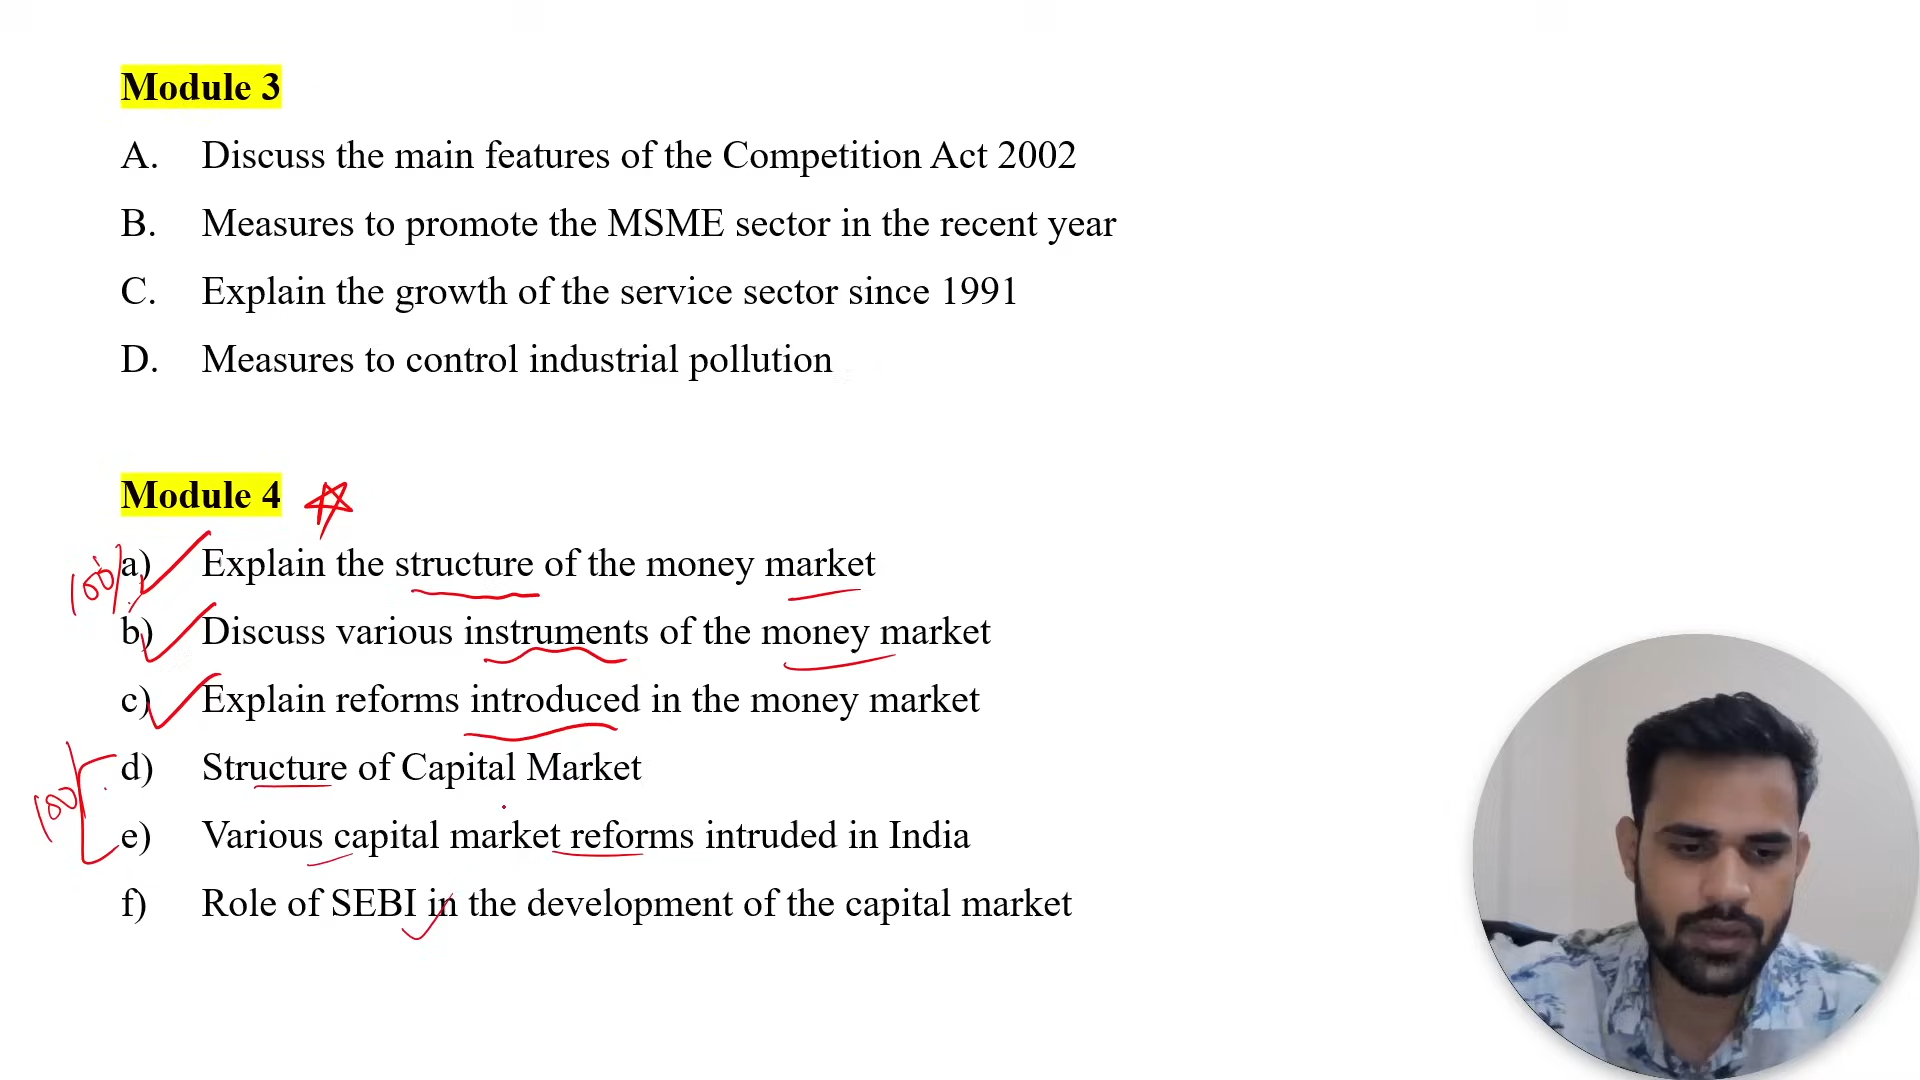 Module 3
A. Discuss the main features of the Competition Act 2002
B. Measures to promote the MSME sector in the recent year
C. Explain the growth of the service sector since 1991
D. Measures to control industrial pollution
Module 4
100%
a) Explain the structure of the money market
b) Discuss various instruments of the money market
c) Explain reforms introduced in the money market
d) Structure of Capital Market
100
e) Various capital market reforms intruded in India
f) Role of SEBI in the development of the capital market